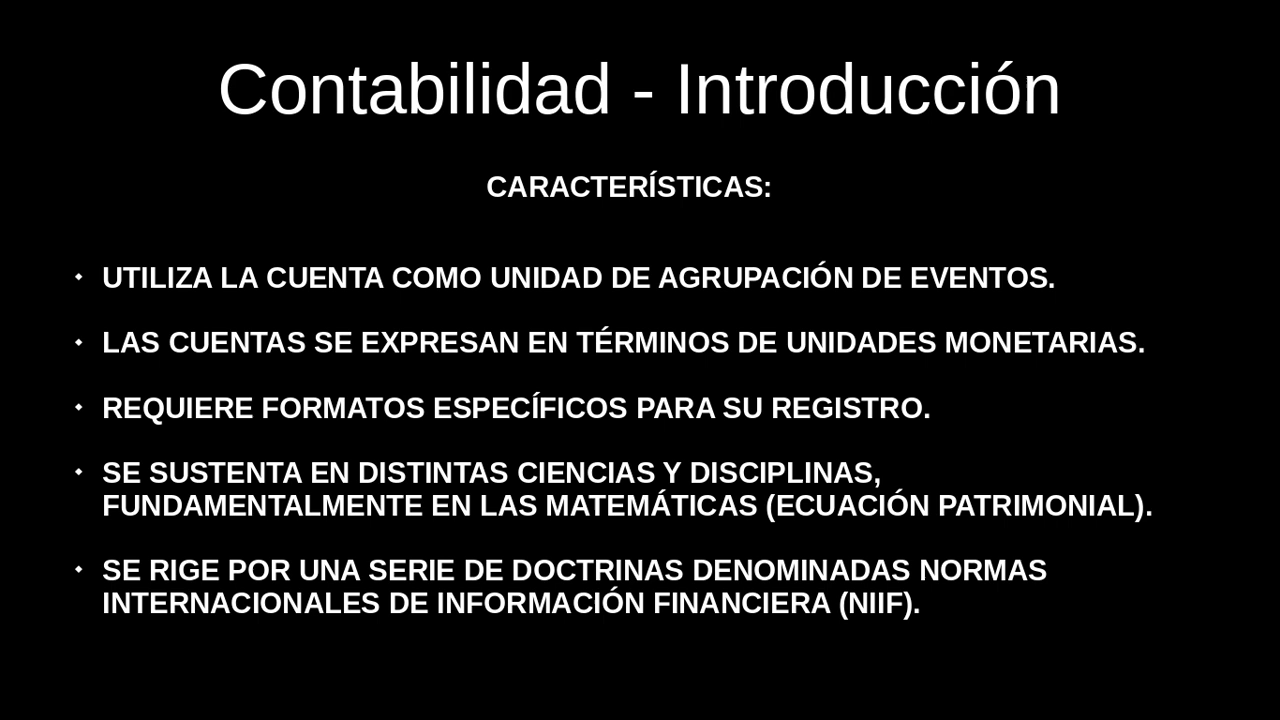 Contabilidad - Introducción
CARACTERÍSTICAS:
UTILIZA LA CUENTA COMO UNIDAD DE AGRUPACIÓN DE EVENTOS.
LAS CUENTAS SE EXPRESAN EN TÉRMINOS DE UNIDADES MONETARIAS.
REQUIERE FORMATOS ESPECÍFICOS PARA SU REGISTRO.
SE SUSTENTA EN DISTINTAS CIENCIAS Y DISCIPLINAS,
FUNDAMENTALMENTE EN LAS MATEMÁTICAS (ECUACIÓN PATRIMONIAL).
SE RIGE POR UNA SERIE DE DOCTRINAS DENOMINADAS NORMAS
INTERNACIONALES DE INFORMACIÓN FINANCIERA (NIIF).